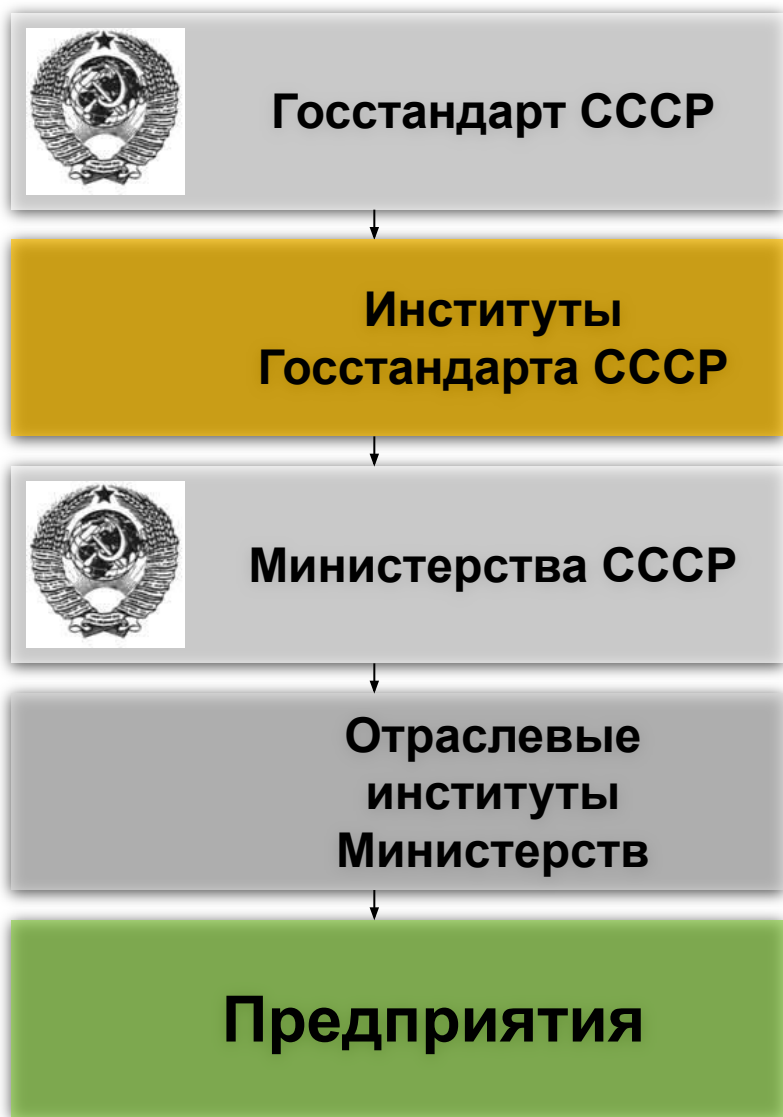 Госстандарт СССР
Институты
Госстандарта СССР
Министерства СССР
Отраслевые
институты
Министерств
Предприятия